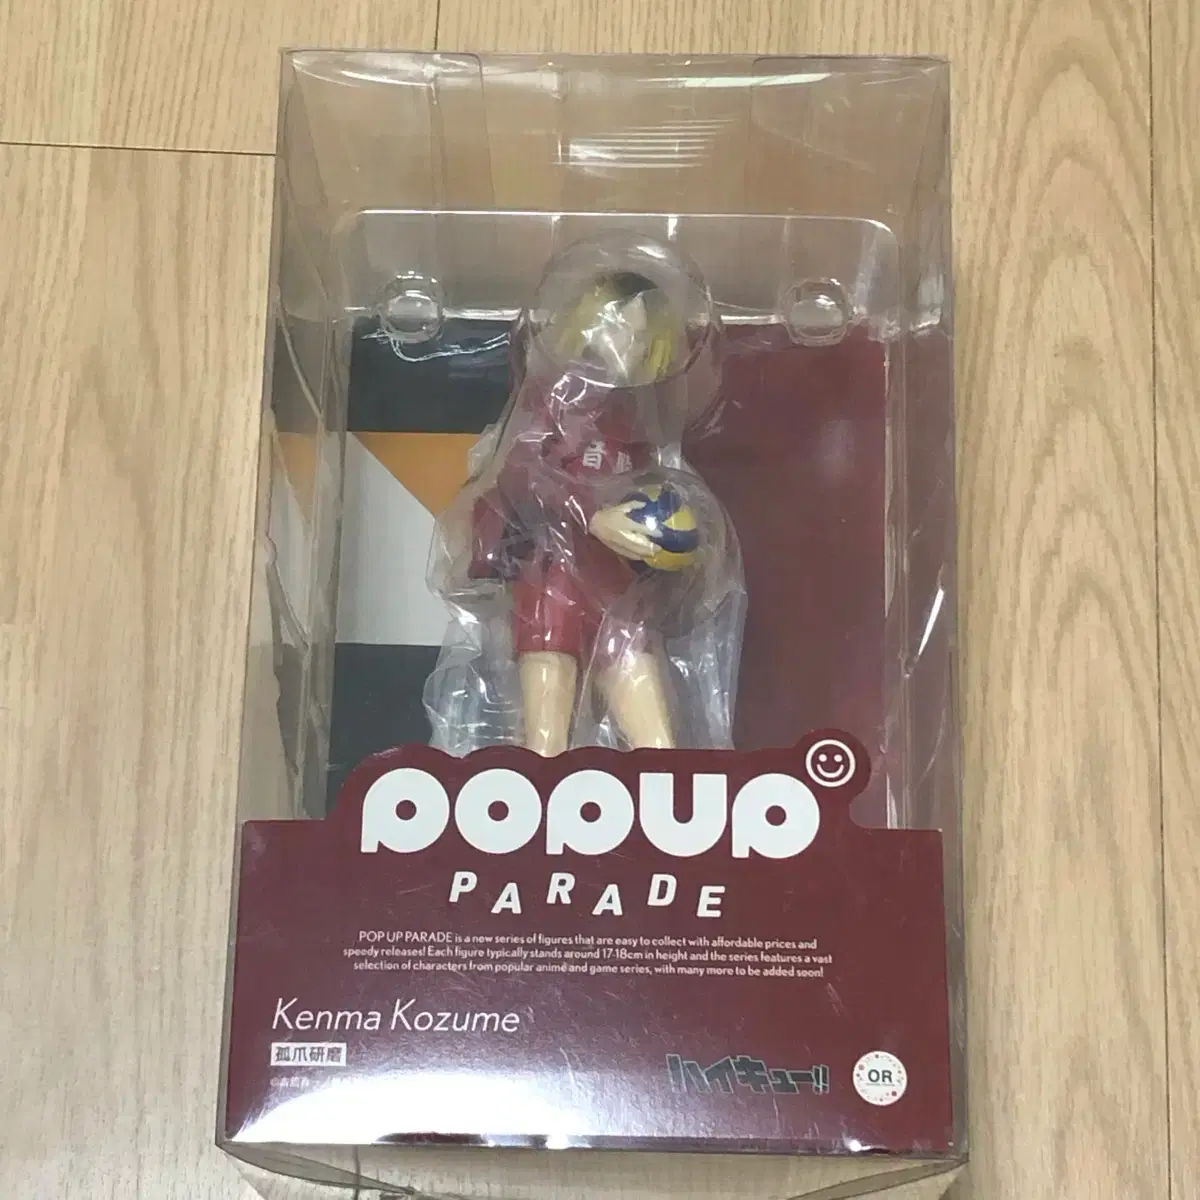 音
POPUP
PARADE
POP UP PARADE is a new series of figures that are easy to collect with affordable prices and
speedy releases! Each figure typically stands around 17-18cm in height and the series features a vast
selection of characters from popular anime and game series, with many more to be added soon!
Kenma Kozume
孤爪研磨
ハイキュー!!
OR